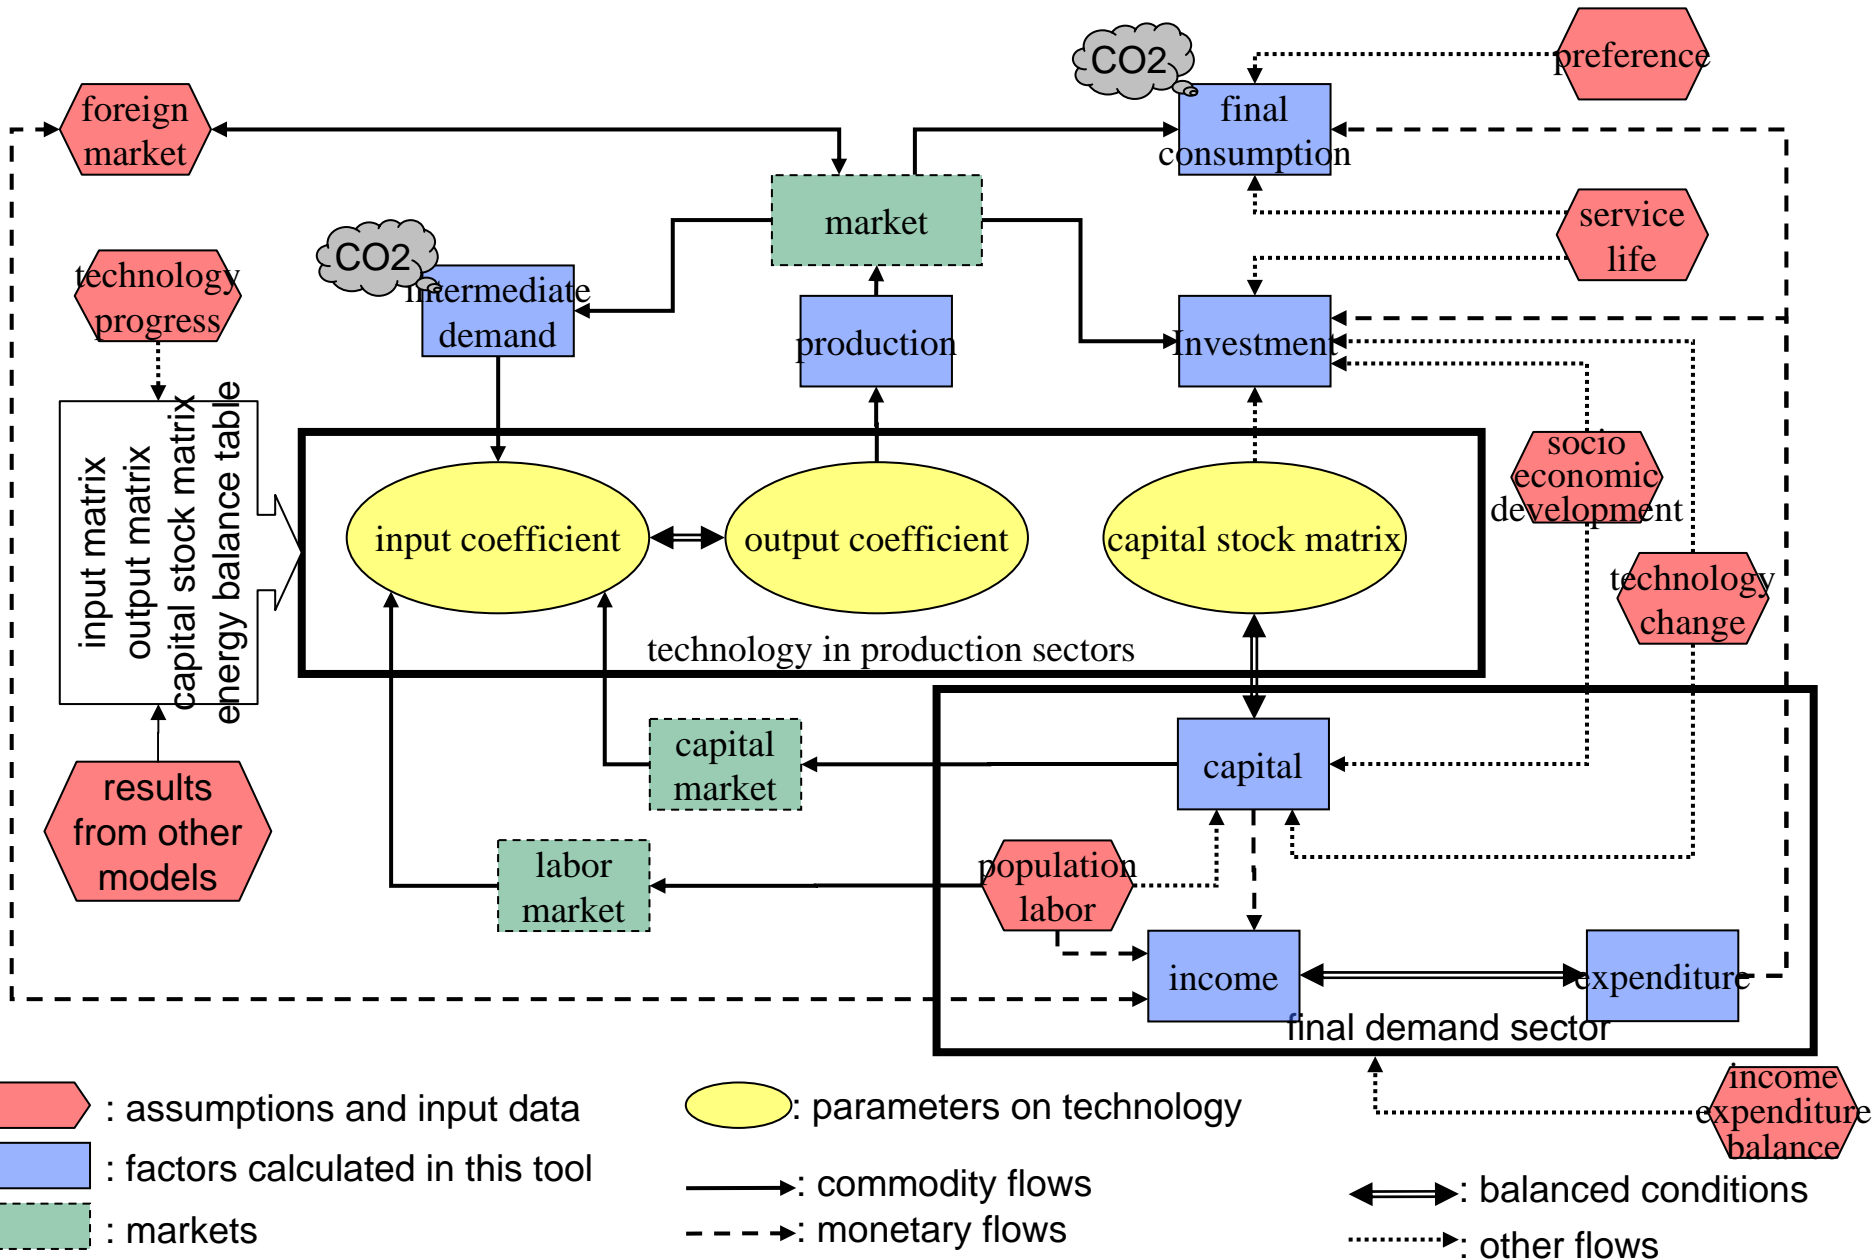 CO2
preference
foreign
market
final
consumption
market
service
life
CO2
technology
progress
intermediate
demand
production
Investment
input matrix
output matrix
capital stock matrix
energy balance table
socio
economic
development
input coefficient
output coefficient
capital stock matrix
technology
change
technology in production sectors
capital
market
capital
results
from other
models
labor
market
population
labor
income
expenditure
final demand sector
income
expenditure
balance
: assumptions and input data
: parameters on technology
: factors calculated in this tool
: commodity flows
: balanced conditions
: markets
: monetary flows
: other flows